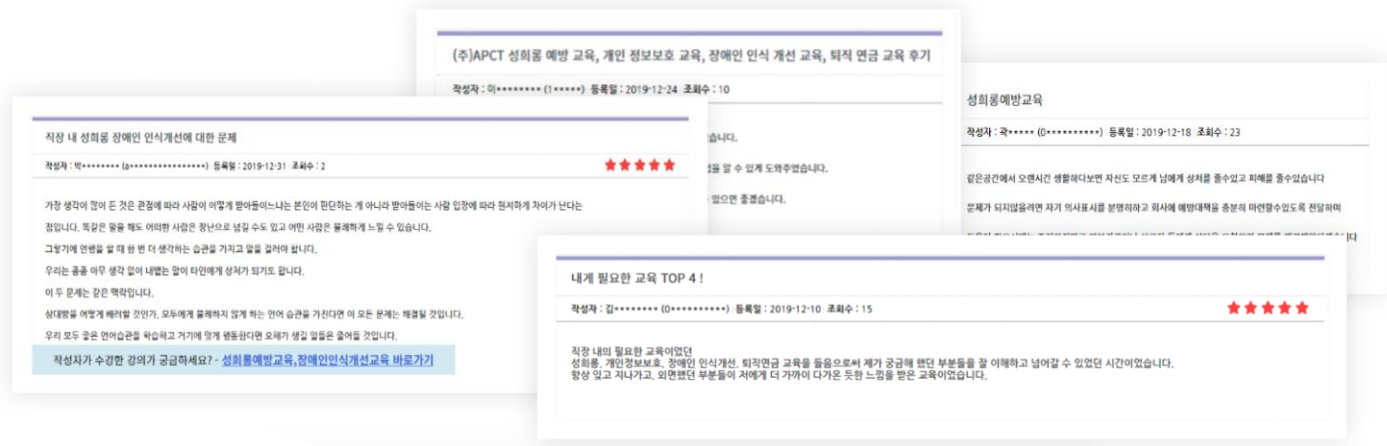 (주)APCT 성희롱 예방 교육, 개인 정보보호 교육, 장애인 인식 개선 교육, 퇴직 연금 교육 후기
작성자 : 이******** (1*****) 등록일 : 2019-12-24 조회수 : 10
습니다.
을 알 수 있게 도와주었습니다.
있으면 좋겠습니다.
성희롱예방교육
작성자 : 곽***** (0**********) 등록일 : 2019-12-18 조회수 : 23
같은공간에서 오랜시간 생활하다보면 자신도 모르게 남에게 상처를 줄수있고 피해를 줄수있습니다
문제가 되지않을려면 자기 의사표시를 분명히하고 회사에 예방대책을 충분히 마련할수있도록 전달하며
직장 내 성희롱 장애인 인식개선에 대한 문제
작성자 : 박******** (a****************) 등록일 : 2019-12-31 조회수 : 2
가장 생각이 많이 든 것은 관점에 따라 사람이 어떻게 받아들이느냐는 본인이 판단하는 게 아니라 받아들이는 사람 입장에 따라 현저하게 차이가 난다는
점입니다. 똑같은 말을 해도 어떠한 사람은 장난으로 넘길 수도 있고 어떤 사람은 불쾌하게 느낄 수 있습니다.
그렇기에 언행을 할 때 한 번 더 생각하는 습관을 가지고 말을 걸러야 합니다.
우리는 종종 아무 생각 없이 내뱉는 말이 타인에게 상처가 되기도 합니다.
이 두 문제는 같은 맥락입니다.
상대방을 어떻게 배려할 것인가, 모두에게 불쾌하지 않게 하는 언어 습관을 가진다면 이 모든 문제는 해결될 것입니다.
우리 모두 좋은 언어습관을 학습하고 거기에 맞게 행동한다면 오해가 생길 일들은 줄어들 것입니다.
작성자가 수강한 강의가 궁금하세요? - 성희롱예방교육,장애인인식개선교육 바로가기
내게 필요한 교육 TOP 4 !
작성자 : 김******** (0**********) 등록일 : 2019-12-10 조회수 : 15
직장 내의 필요한 교육이었던
성희롱, 개인정보보호, 장애인 인식개선, 퇴직연금 교육을 들음으로써 제가 궁금해 했던 부분들을 잘 이해하고 넘어갈 수 있었던 시간이었습니다.
항상 잊고 지나가고, 외면했던 부분들이 저에게 더 가까이 다가온 듯한 느낌을 받은 교육이었습니다.